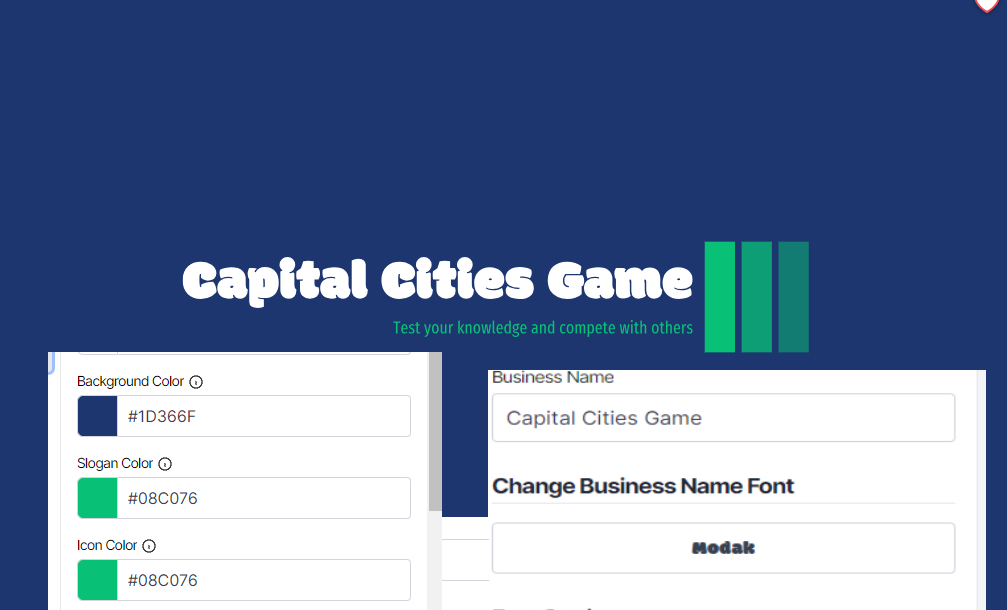 Capital Cities Game
Test your knowledge and compete with others
Background Color
#1D366F
Slogan Color
#08C076
Icon Color
#08C076
Business Name
Capital Cities Game
Change Business Name Font
Modak